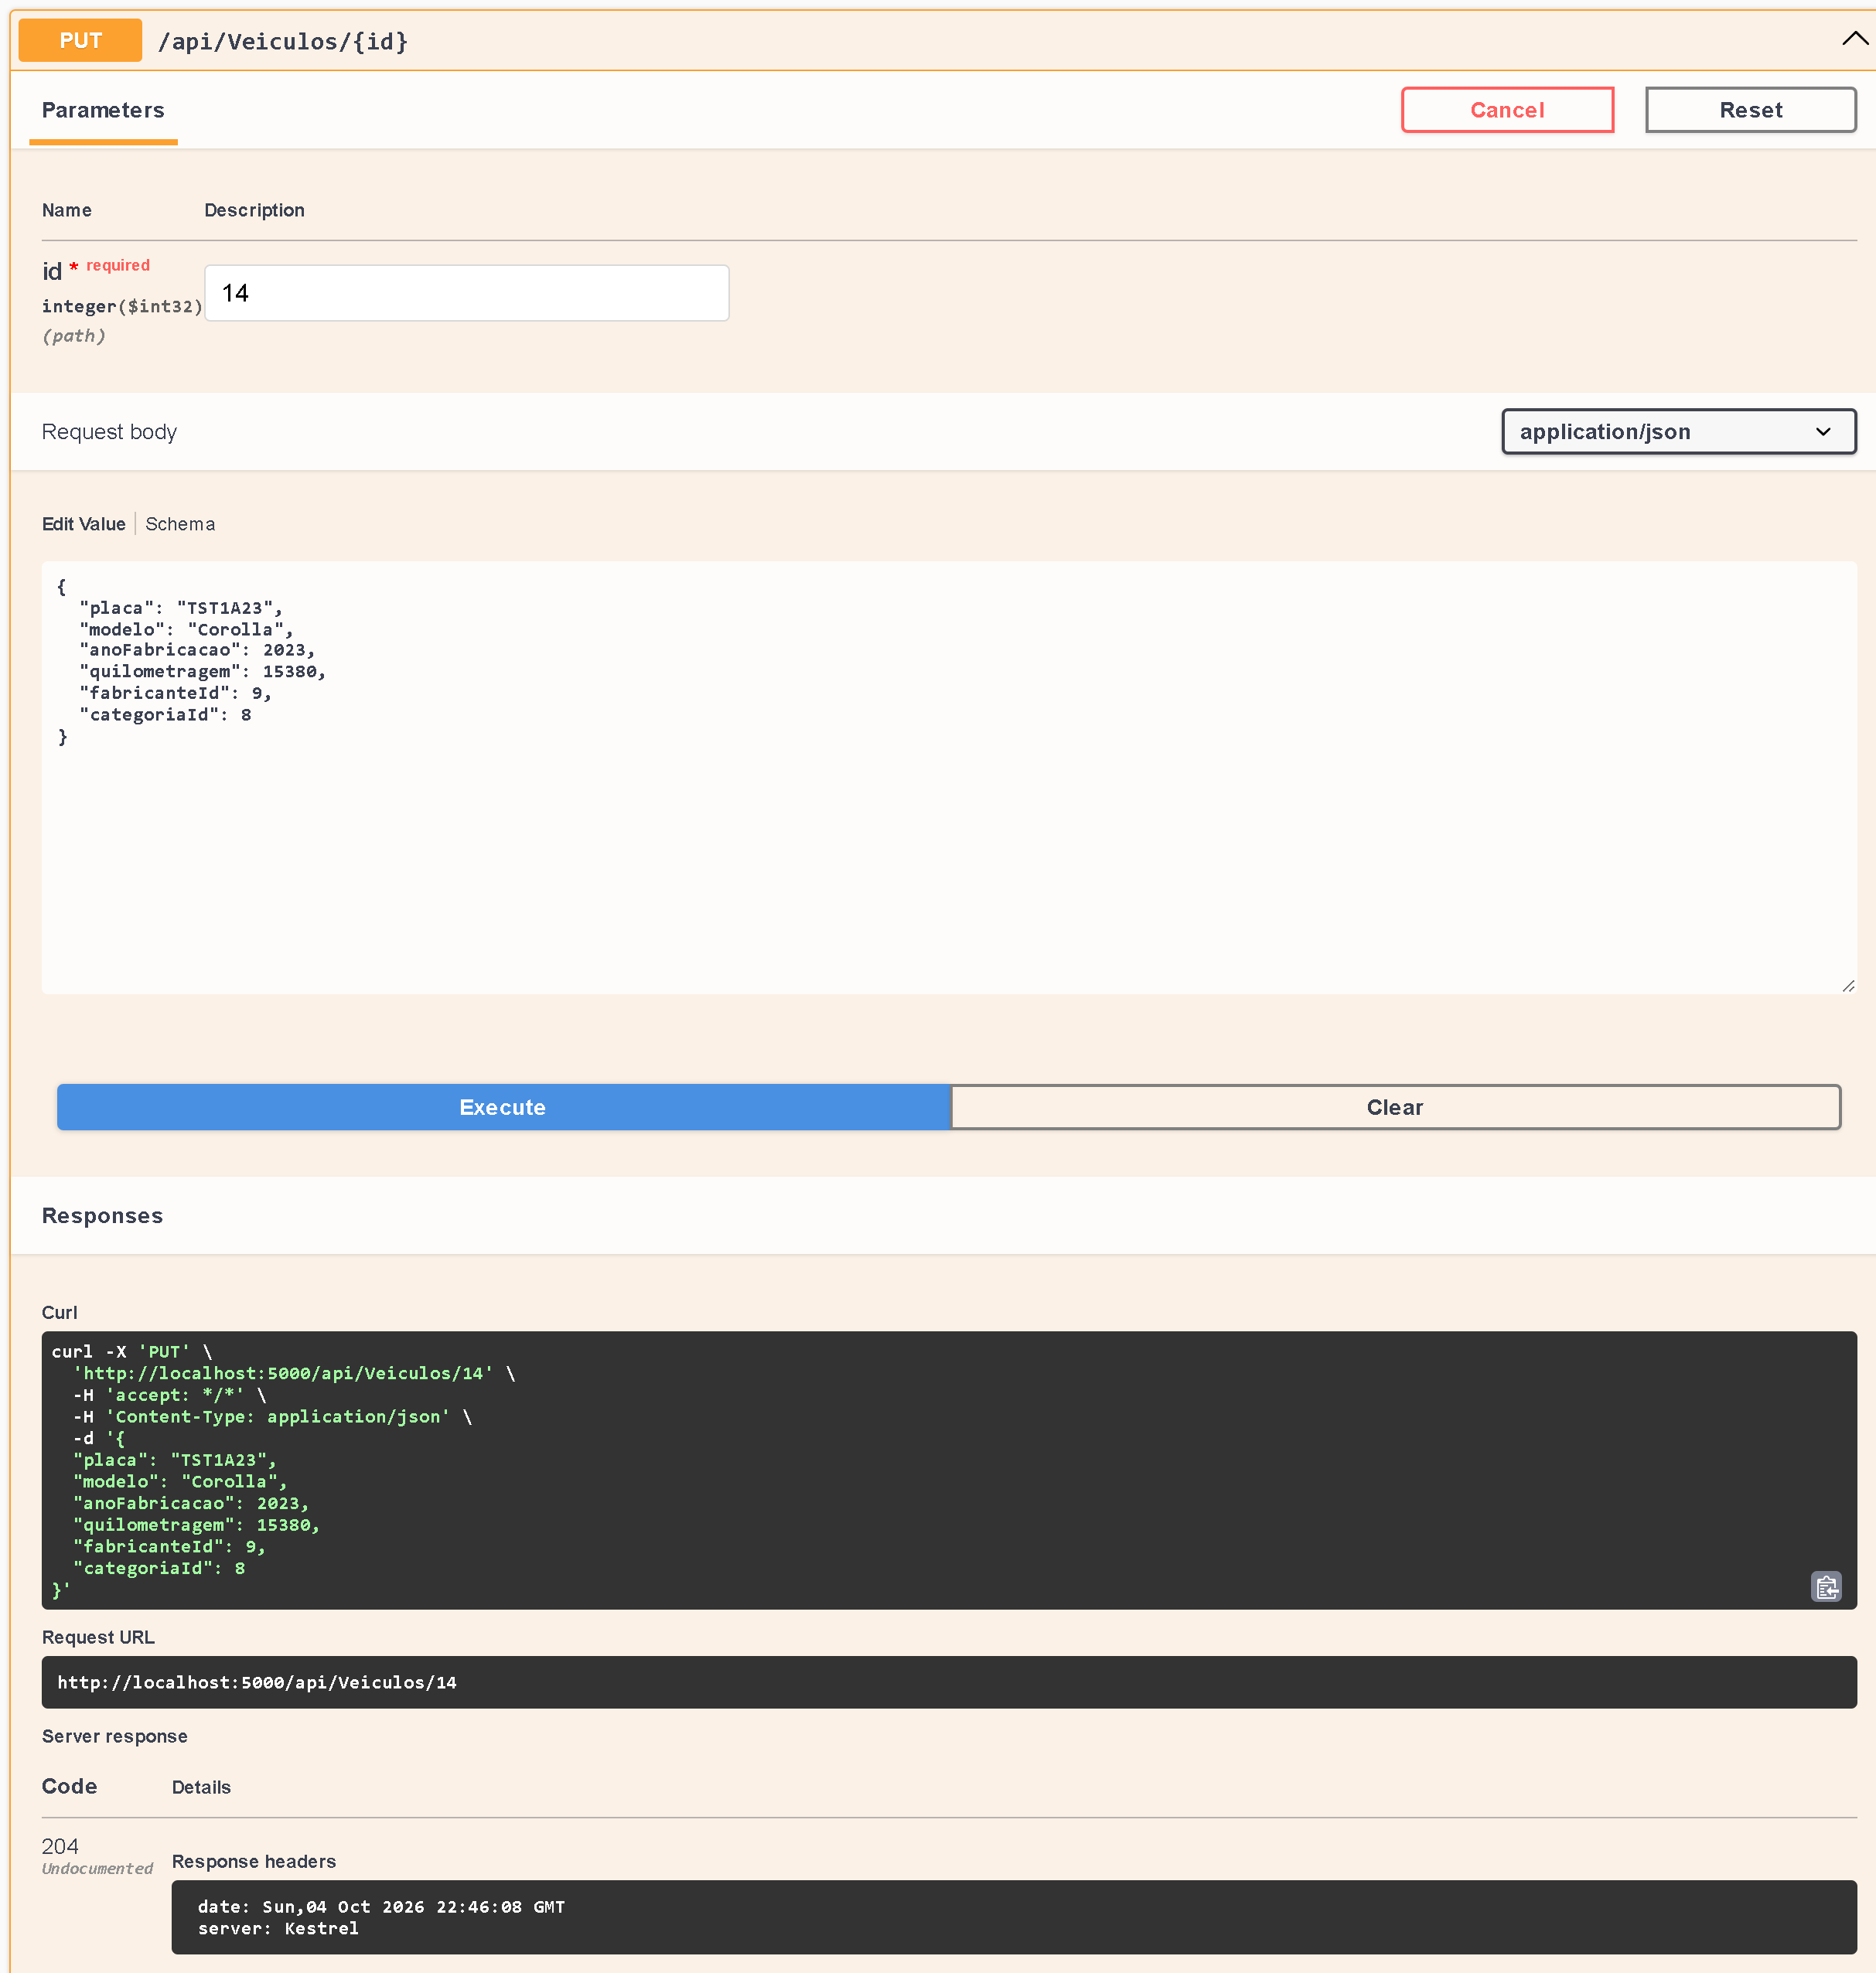 PUT /api/Veiculos/{id}
Parameters
Cancel Reset
Name Description
id * required
integer($int32)
(path)
14
Request body
application/json
Edit Value Schema
{
  "placa": "TST1A23",
  "modelo": "Corolla",
  "anoFabricacao": 2023,
  "quilometragem": 15380,
  "fabricanteId": 9,
  "categoriaId": 8
}
Execute Clear
Responses
Curl
curl -X 'PUT' \
  'http://localhost:5000/api/Veiculos/14' \
  -H 'accept: */*' \
  -H 'Content-Type: application/json' \
  -d '{
  "placa": "TST1A23",
  "modelo": "Corolla",
  "anoFabricacao": 2023,
  "quilometragem": 15380,
  "fabricanteId": 9,
  "categoriaId": 8
}'
Request URL
http://localhost:5000/api/Veiculos/14
Server response
Code Details
204
Undocumented
Response headers
date: Sun,04 Oct 2026 22:46:08 GMT
server: Kestrel